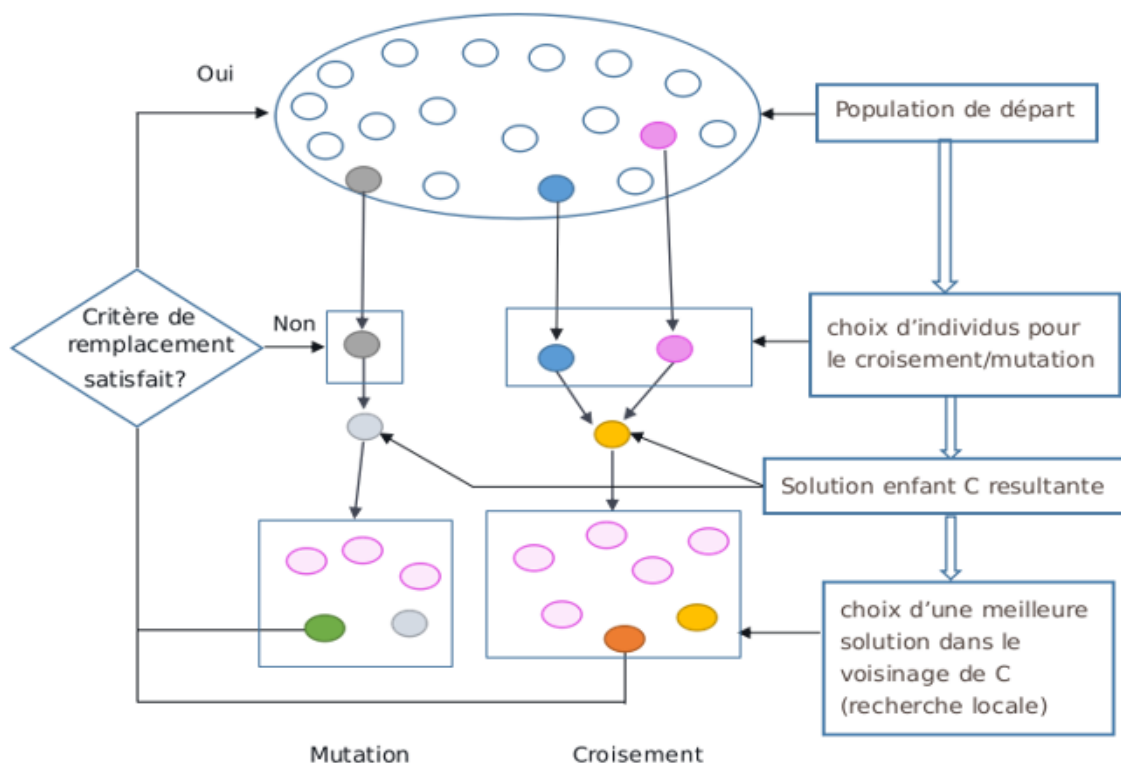 Oui
Population de départ
Critère de
remplacement
satisfait?
Non
choix d'individus pour
le croisement/mutation
Solution enfant C resultante
choix d'une meilleure
solution dans le
voisinage de C
(recherche locale)
Mutation
Croisement